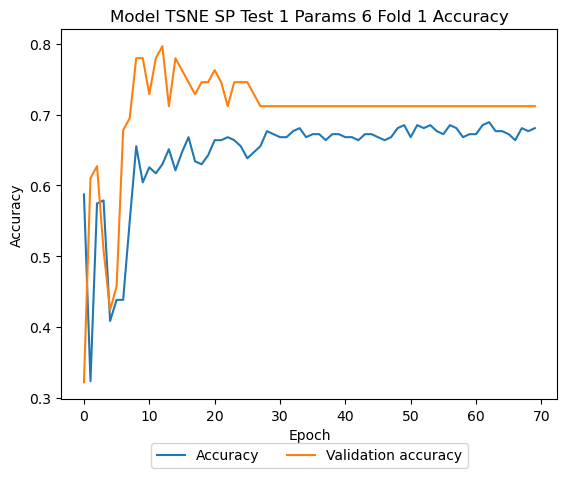 Model TSNE SP Test 1 Params 6 Fold 1 Accuracy
0.8
0.7
0.6
0.5
0.4
0.3
Accuracy
0 10 20 30 40 50 60 70
Epoch
Accuracy Validation accuracy